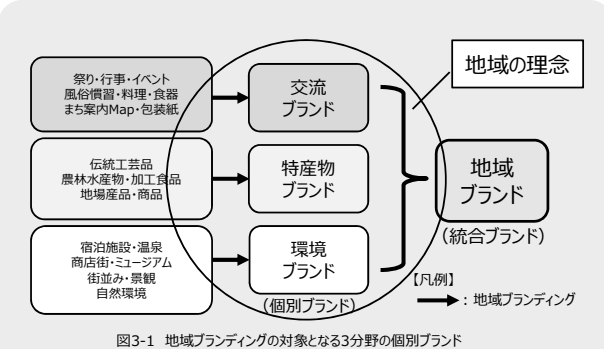 地域の理念
祭り・行事・イベント
風俗慣習・料理・食器
まち案内Map・包装紙
交流
ブランド
伝統工芸品
農林水産物・加工食品
地場産品・商品
特産物
ブランド
地域
ブランド
(統合ブランド)
宿泊施設・温泉
商店街・ミュージアム
街並み・景観
自然環境
環境
ブランド
(個別ブランド)
【凡例】
：地域ブランディング
図3-1 地域ブランディングの対象となる3分野の個別ブランド